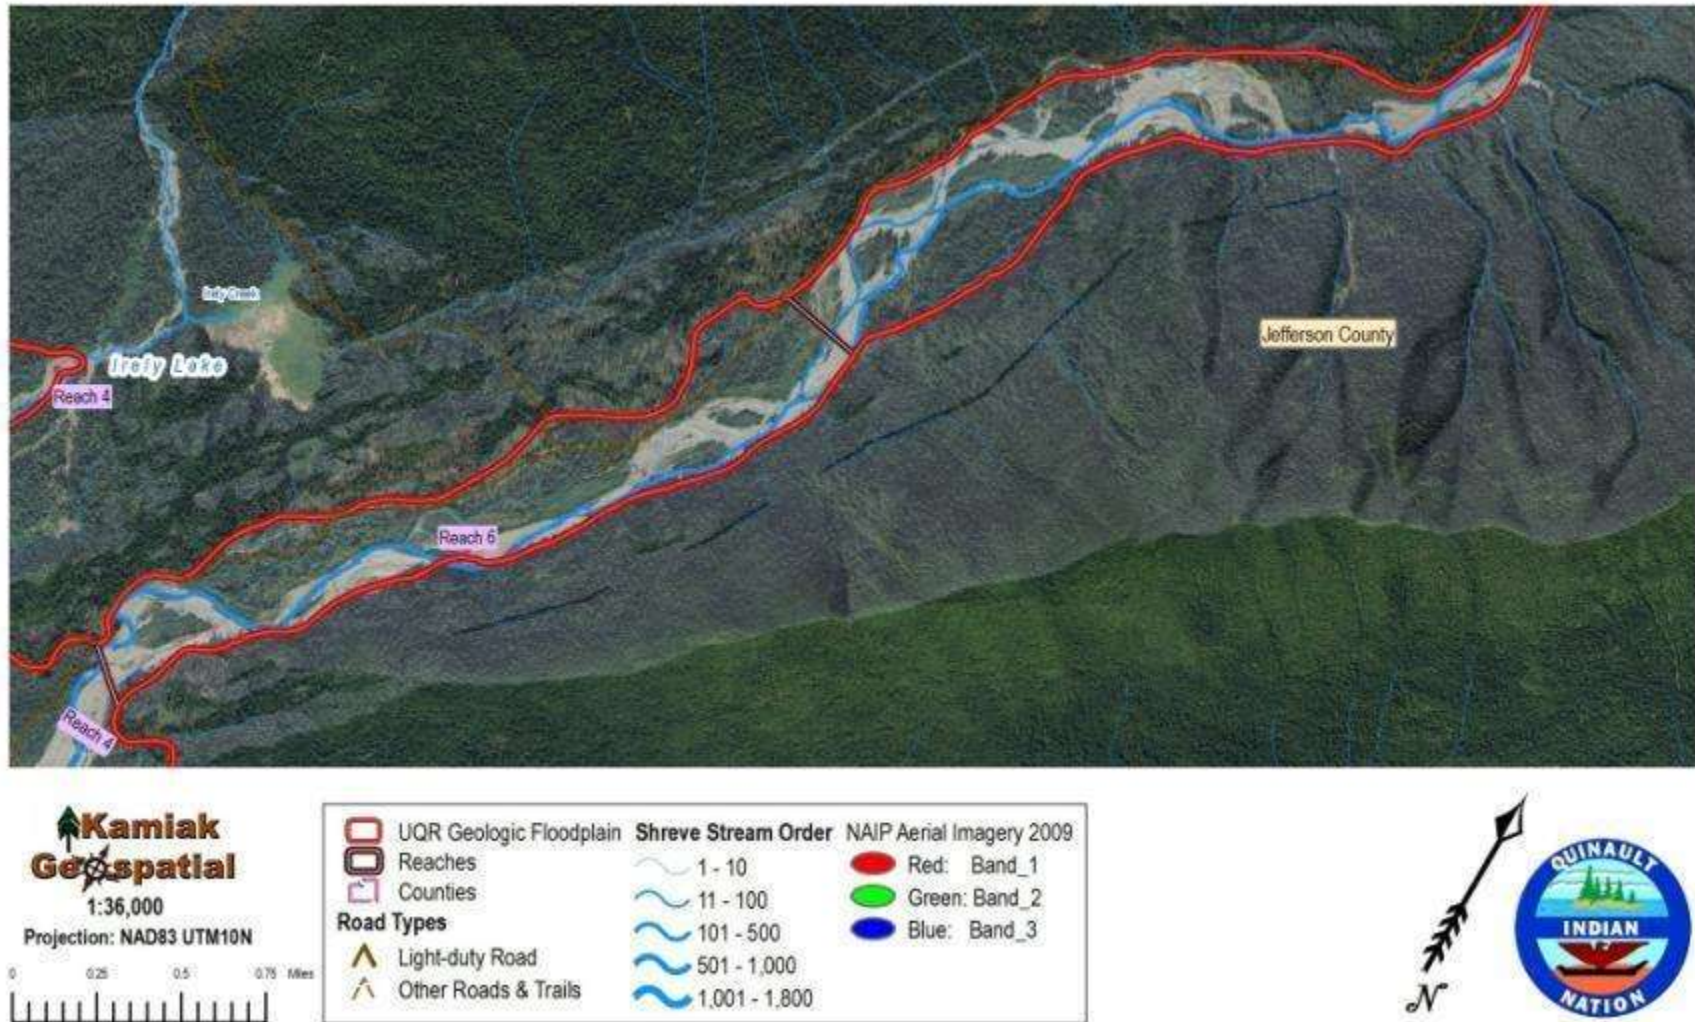 Irely Creek
Irely Lake
Reach 4
Jefferson County
Reach 6
Reach 4
Kamiak
Geospatial
1:36,000
Projection: NAD83 UTM10N
0 0.25 0.5 0.75 Miles
UQR Geologic Floodplain
Reaches
Counties
Road Types
Light-duty Road
Other Roads & Trails
Shreve Stream Order
1 - 10
11 - 100
101 - 500
501 - 1,000
1,001 - 1,800
NAIP Aerial Imagery 2009
Red: Band_1
Green: Band_2
Blue: Band_3
N
QUINAULT
INDIAN
NATION